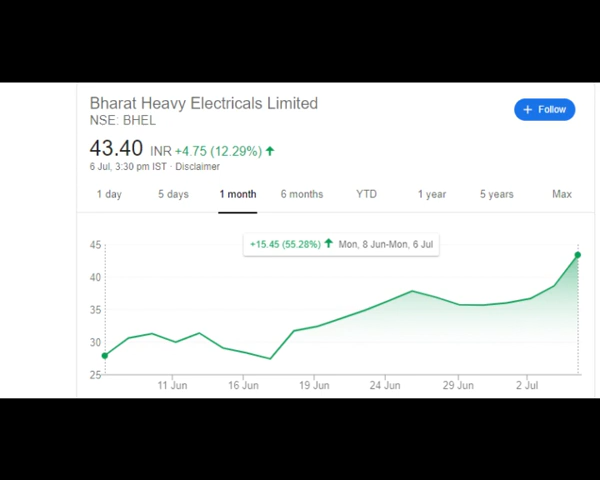 Bharat Heavy Electricals Limited
NSE: BHEL
+ Follow
43.40 INR +4.75 (12.29%) ↑
6 Jul, 3:30 pm IST · Disclaimer
1 day 5 days 1 month 6 months YTD 1 year 5 years Max
+15.45 (55.28%) ↑ Mon, 8 Jun-Mon, 6 Jul
45
40
35
30
25
11 Jun 16 Jun 19 Jun 24 Jun 29 Jun 2 Jul